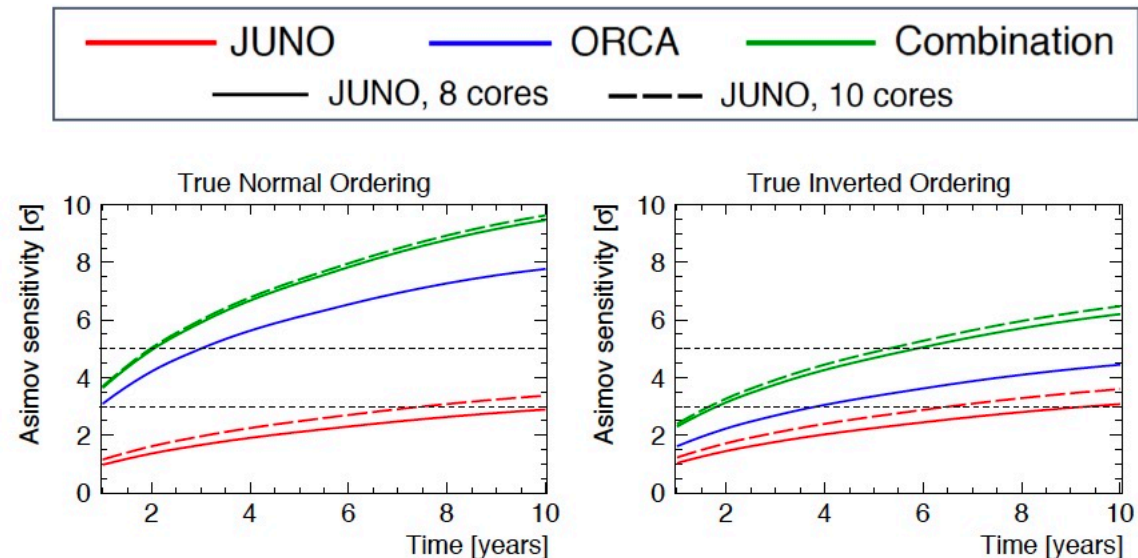 JUNO ORCA Combination
JUNO, 8 cores JUNO, 10 cores
True Normal Ordering
Asimov sensitivity [σ]
10
8
6
4
2
0
2 4 6 8 10
Time [years]
True Inverted Ordering
Asimov sensitivity [σ]
10
8
6
4
2
0
2 4 6 8 10
Time [years]